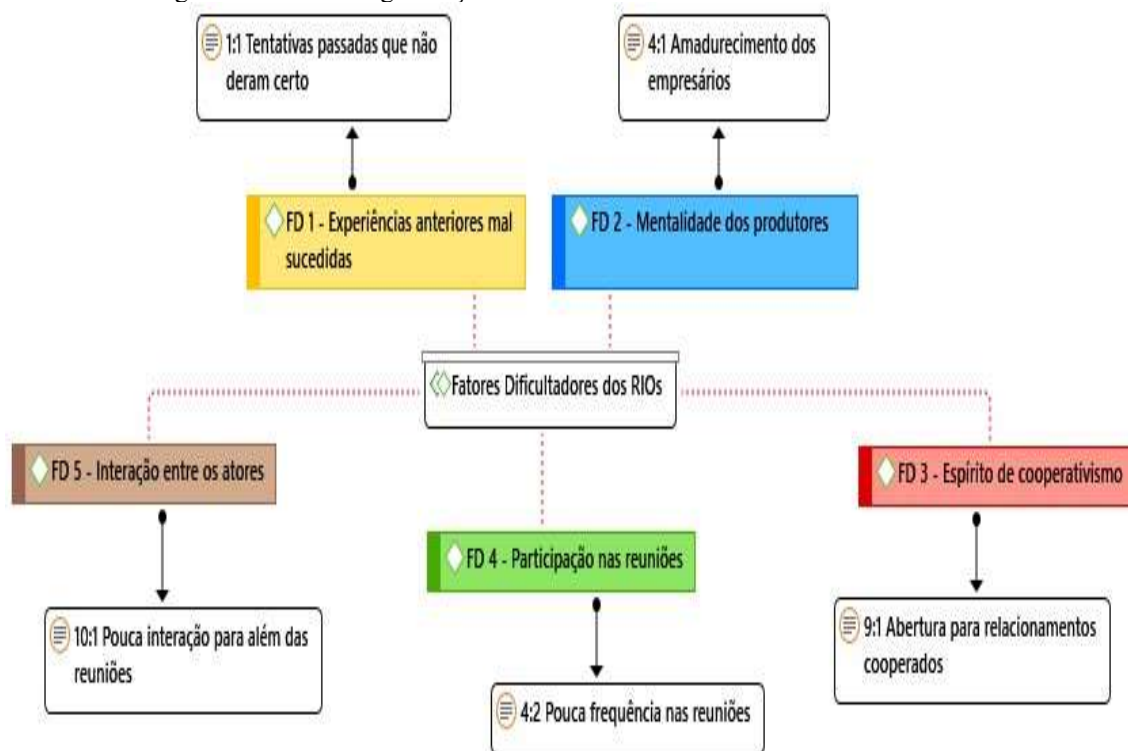 1:1 Tentativas passadas que não
deram certo
4:1 Amadurecimento dos
empresários
FD 1 - Experiências anteriores mal
sucedidas
FD 2 - Mentalidade dos produtores
Fatores Dificultadores dos RIOs
FD 5 - Interação entre os atores
FD 3 - Espírito de cooperativismo
FD 4 - Participação nas reuniões
10:1 Pouca interação para além das
reuniões
9:1 Abertura para relacionamentos
cooperados
4:2 Pouca frequência nas reuniões